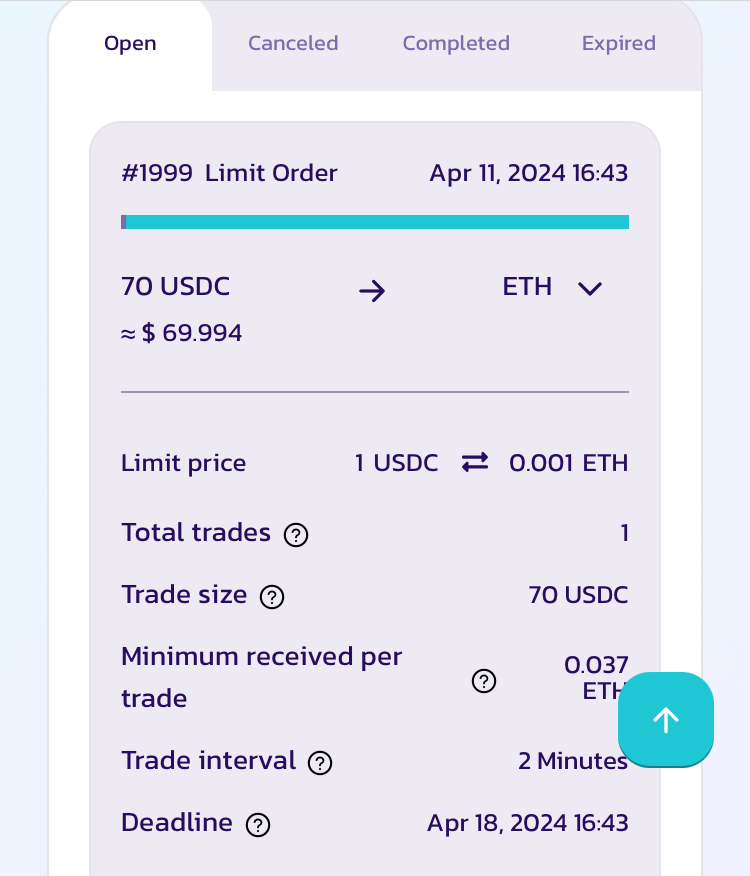 Open Canceled Completed Expired
#1999 Limit Order Apr 11, 2024 16:43
70 USDC → ETH
≈ $ 69.994
Limit price 1 USDC ⇄ 0.001 ETH
Total trades ? 1
Trade size ? 70 USDC
Minimum received per trade ? 0.037 ETH
Trade interval ? 2 Minutes
Deadline ? Apr 18, 2024 16:43